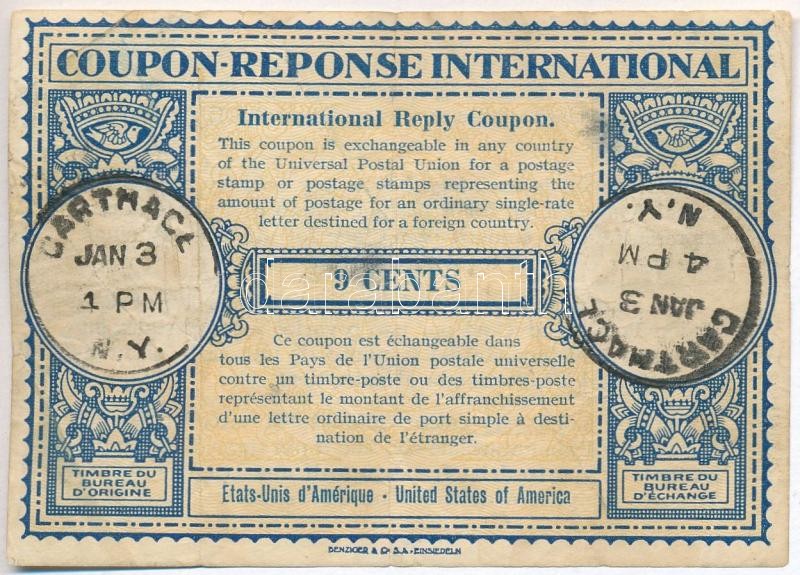 COUPON-REPONSE INTERNATIONAL
International Reply Coupon.
This coupon is exchangeable in any country
of the Universal Postal Union for a postage
stamp or postage stamps representing the
amount of postage for an ordinary single-rate
letter destined for a foreign country.
9 CENTS
darabanth
Ce coupon est échangeable dans
tous les Pays de l'Union postale universelle
contre un timbre-poste ou des timbres-poste
représentant le montant de l'affranchissement
d'une lettre ordinaire de port simple à desti-
nation de l'étranger.
CARTHAGE
JAN 3
1 PM
N.Y.
CARTHAGE
JAN 3
4 PM
N.Y.
TIMBRE DU
BUREAU
D'ORIGINE
Etats-Unis d'Amérique - United States of America
TIMBRE DU
BUREAU
D'ÉCHANGE
BENZIGER & Co S.A. - EINSIEDELN